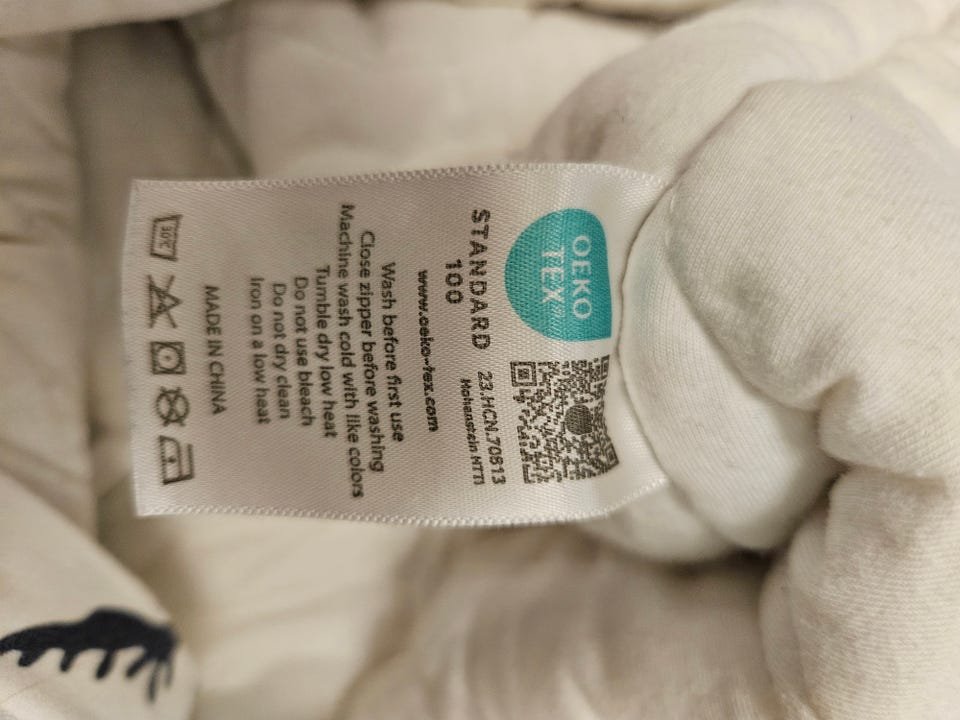 OEKO
TEX®
STANDARD
100
23.HCN.70813
Hohenstein HTTI
www.oeko-tex.com
Wash before first use
Close zipper before washing
Machine wash cold with like colors
Tumble dry low heat
Do not use bleach
Do not dry clean
Iron on a low heat
MADE IN CHINA
30°C